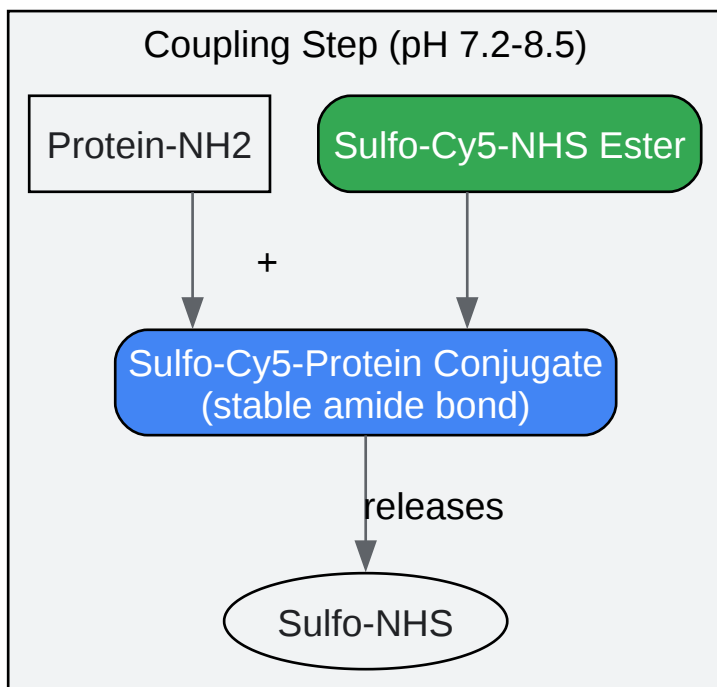 Coupling Step (pH 7.2-8.5)
Protein-NH2
Sulfo-Cy5-NHS Ester
+
Sulfo-Cy5-Protein Conjugate
(stable amide bond)
releases
Sulfo-NHS